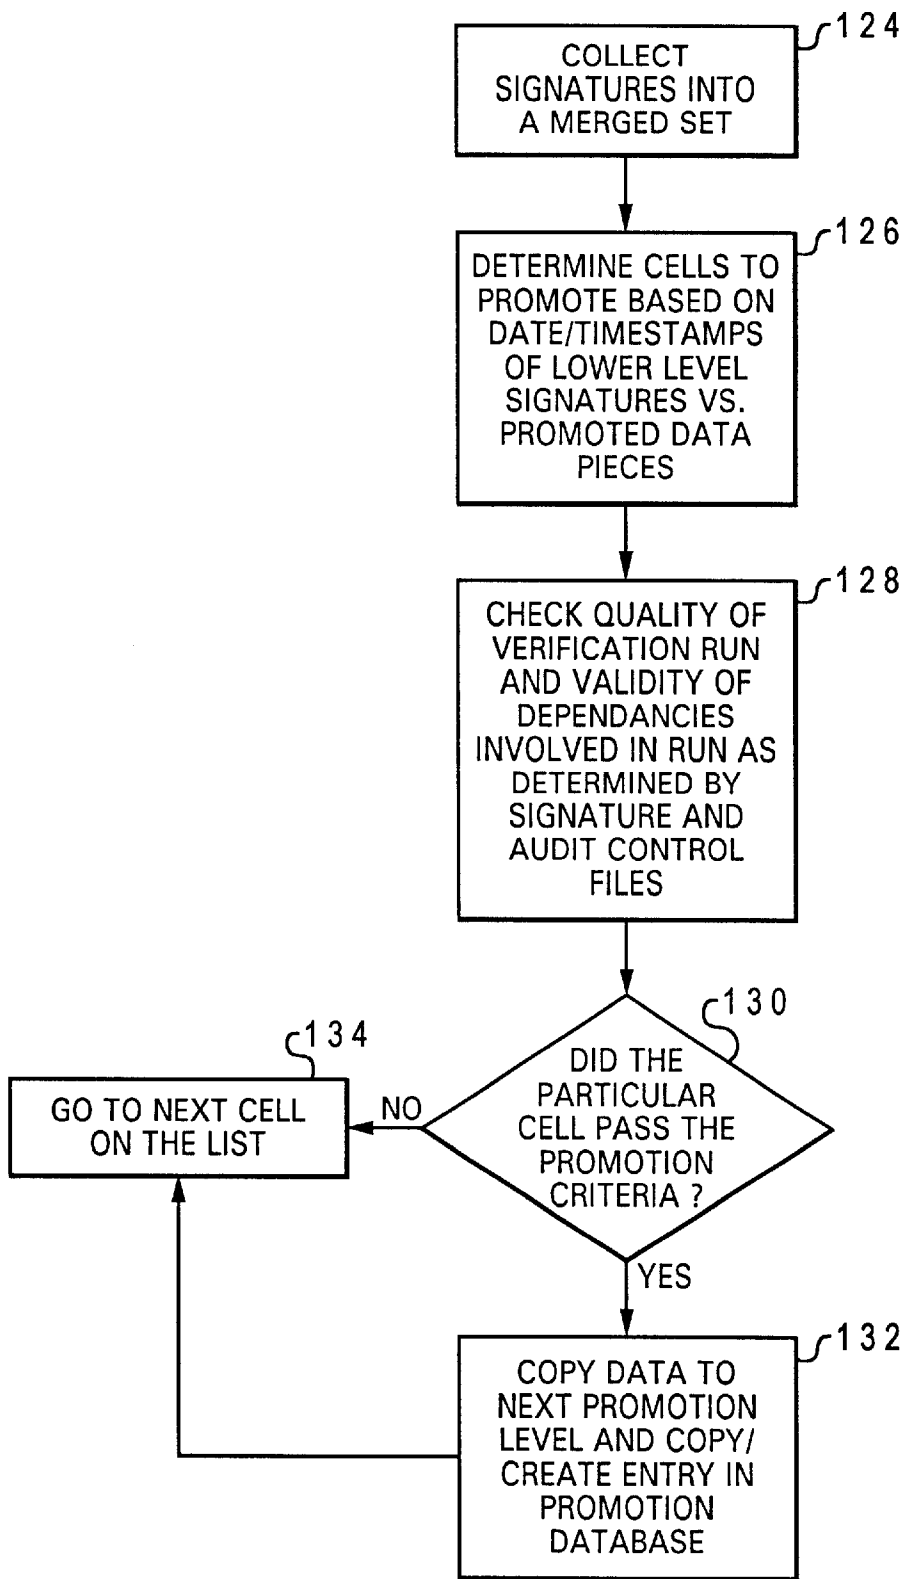 124
COLLECT
SIGNATURES INTO
A MERGED SET
126
DETERMINE CELLS TO
PROMOTE BASED ON
DATE/TIMESTAMPS
OF LOWER LEVEL
SIGNATURES VS.
PROMOTED DATA
PIECES
128
CHECK QUALITY OF
VERIFICATION RUN
AND VALIDITY OF
DEPENDANCIES
INVOLVED IN RUN AS
DETERMINED BY
SIGNATURE AND
AUDIT CONTROL
FILES
130
DID THE
PARTICULAR
CELL PASS THE
PROMOTION
CRITERIA ?
NO
134
GO TO NEXT CELL
ON THE LIST
YES
132
COPY DATA TO
NEXT PROMOTION
LEVEL AND COPY/
CREATE ENTRY IN
PROMOTION
DATABASE